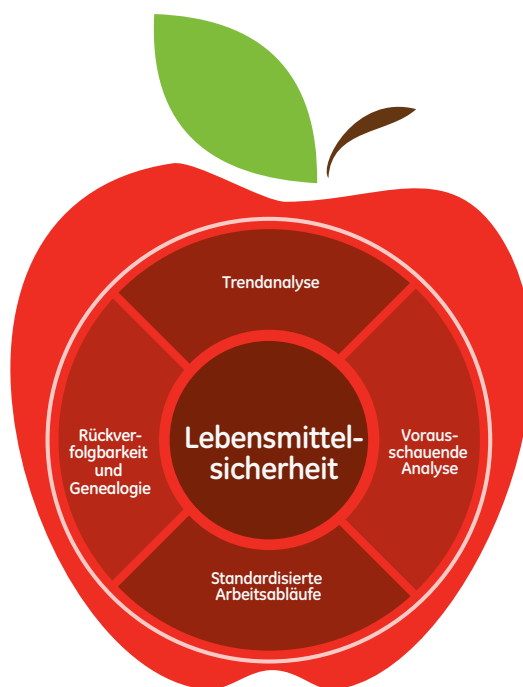 Trendanalyse
Rückver-
folgbarkeit
und
Genealogie
Lebensmittel-
sicherheit
Voraus-
schauende
Analyse
Standardisierte
Arbeitsabläufe